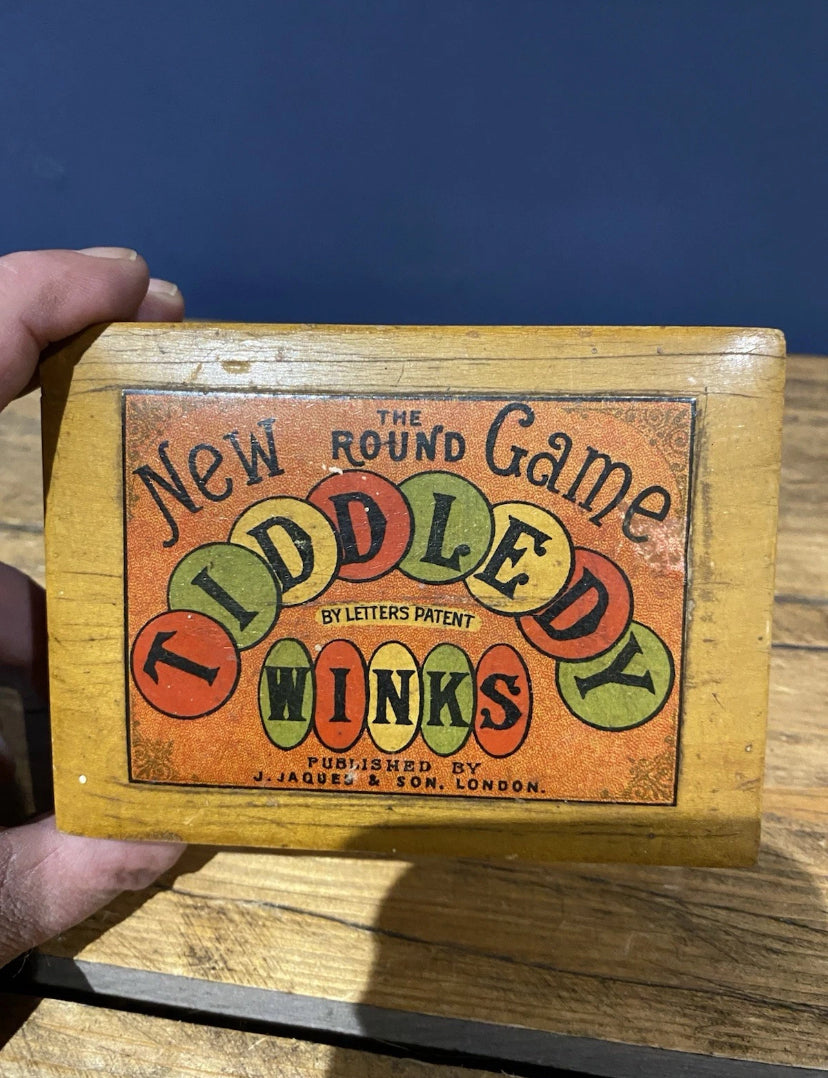 THE
New ROUND Game
TIDDLEDY
BY LETTERS PATENT
WINKS
PUBLISHED BY
J. JAQUES & SON, LONDON.